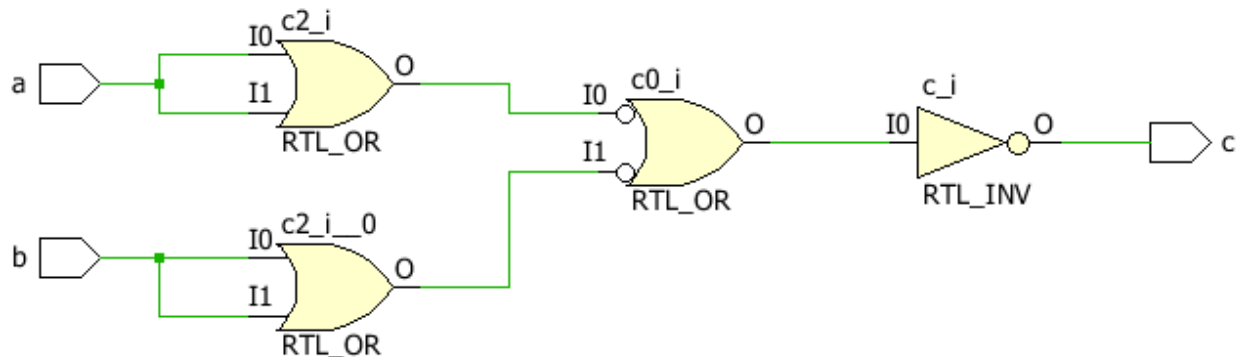 c2_i
I0
a
O
I1
RTL_OR
c0_i
I0
O
I1
RTL_OR
c_i
I0
O
c
RTL_INV
c2_i__0
I0
b
O
I1
RTL_OR